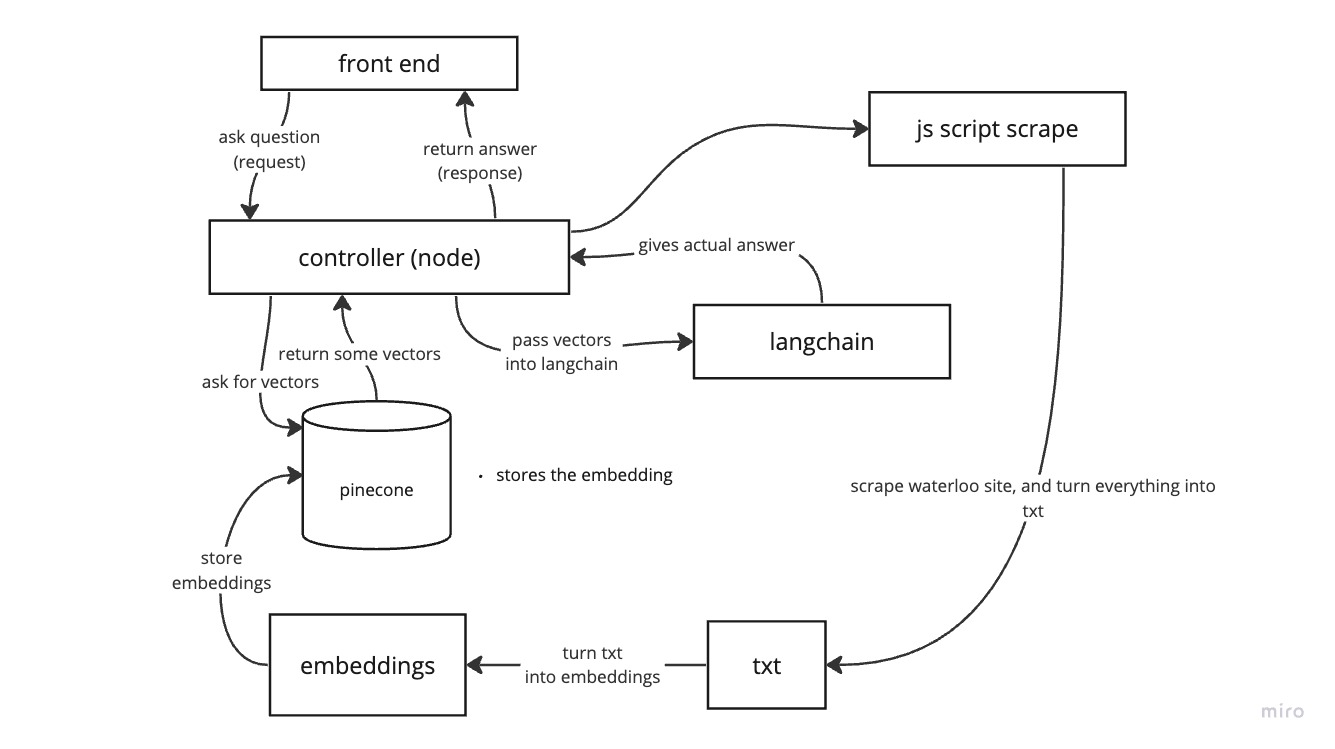 front end
ask question
(request)
return answer
(response)
js script scrape
controller (node)
gives actual answer
pass vectors
into langchain
langchain
return some vectors
ask for vectors
pinecone
· stores the embedding
scrape waterloo site, and turn everything into
txt
store
embeddings
embeddings
turn txt
into embeddings
txt
miro